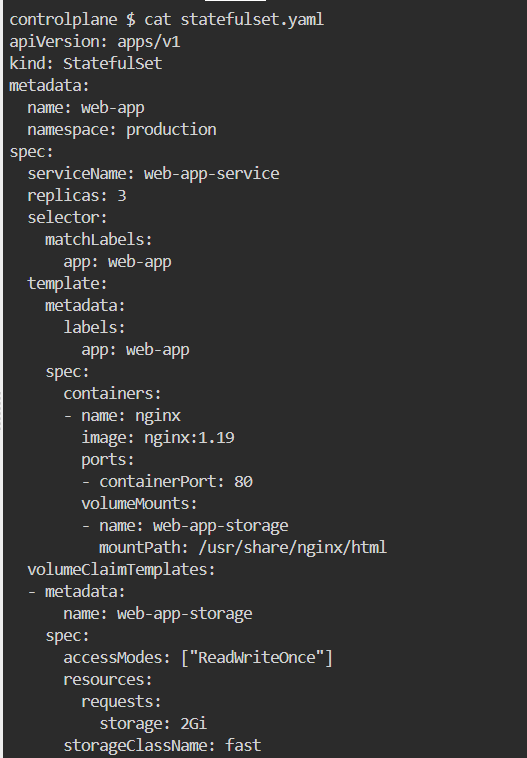 controlplane $ cat statefulset.yaml
apiVersion: apps/v1
kind: StatefulSet
metadata:
  name: web-app
  namespace: production
spec:
  serviceName: web-app-service
  replicas: 3
  selector:
    matchLabels:
      app: web-app
  template:
    metadata:
      labels:
        app: web-app
    spec:
      containers:
      - name: nginx
        image: nginx:1.19
        ports:
        - containerPort: 80
        volumeMounts:
        - name: web-app-storage
          mountPath: /usr/share/nginx/html
  volumeClaimTemplates:
  - metadata:
      name: web-app-storage
    spec:
      accessModes: ["ReadWriteOnce"]
      resources:
        requests:
          storage: 2Gi
      storageClassName: fast